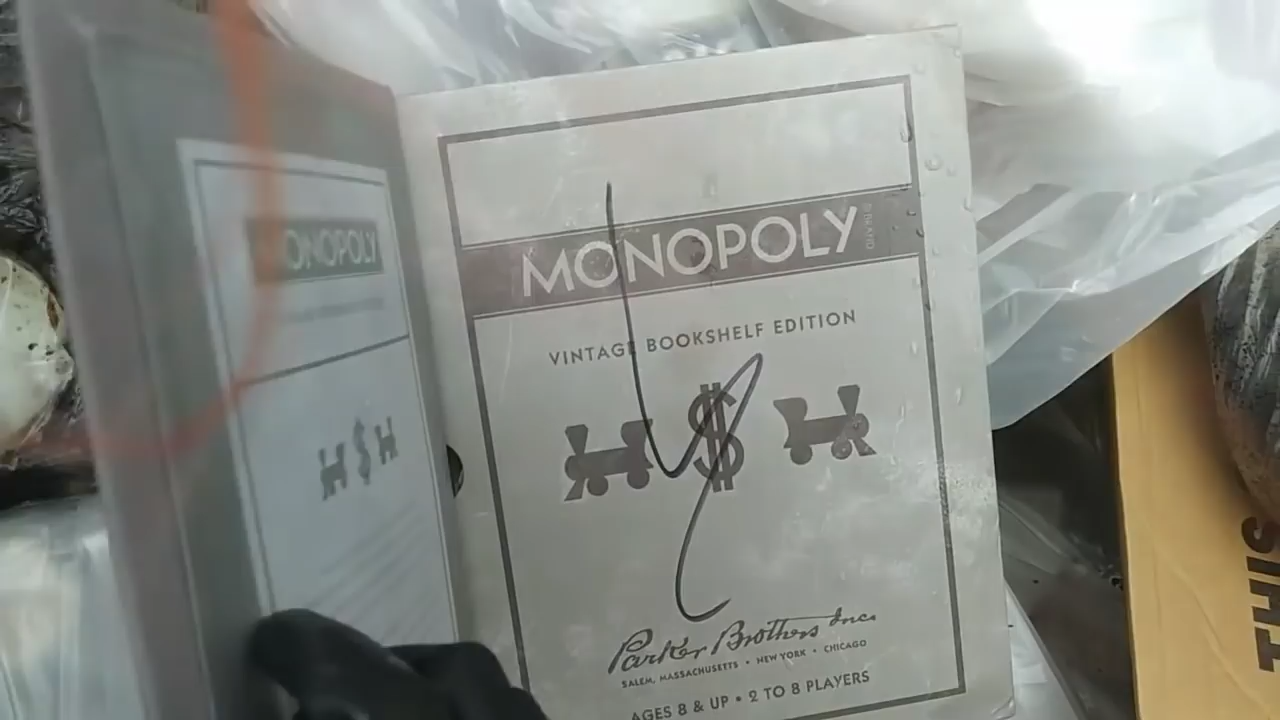 MONOPOLY
MONOPOLY
BRAND
VINTAGE BOOKSHELF EDITION
$
$
Parker Brothers Inc.
SALEM, MASSACHUSETTS • NEW YORK • CHICAGO
AGES 8 & UP • 2 TO 8 PLAYERS
THIS